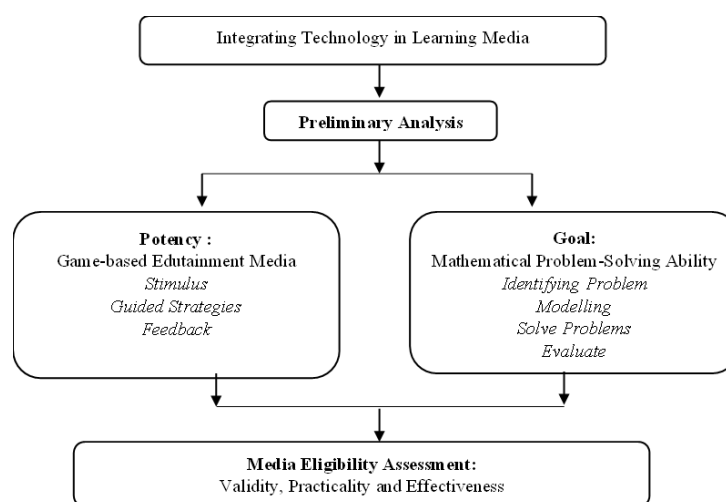 Integrating Technology in Learning Media
Preliminary Analysis
Potency :
Game-based Edutainment Media
Stimulus
Guided Strategies
Feedback
Goal:
Mathematical Problem-Solving Ability
Identifying Problem
Modelling
Solve Problems
Evaluate
Media Eligibility Assessment:
Validity, Practicality and Effectiveness